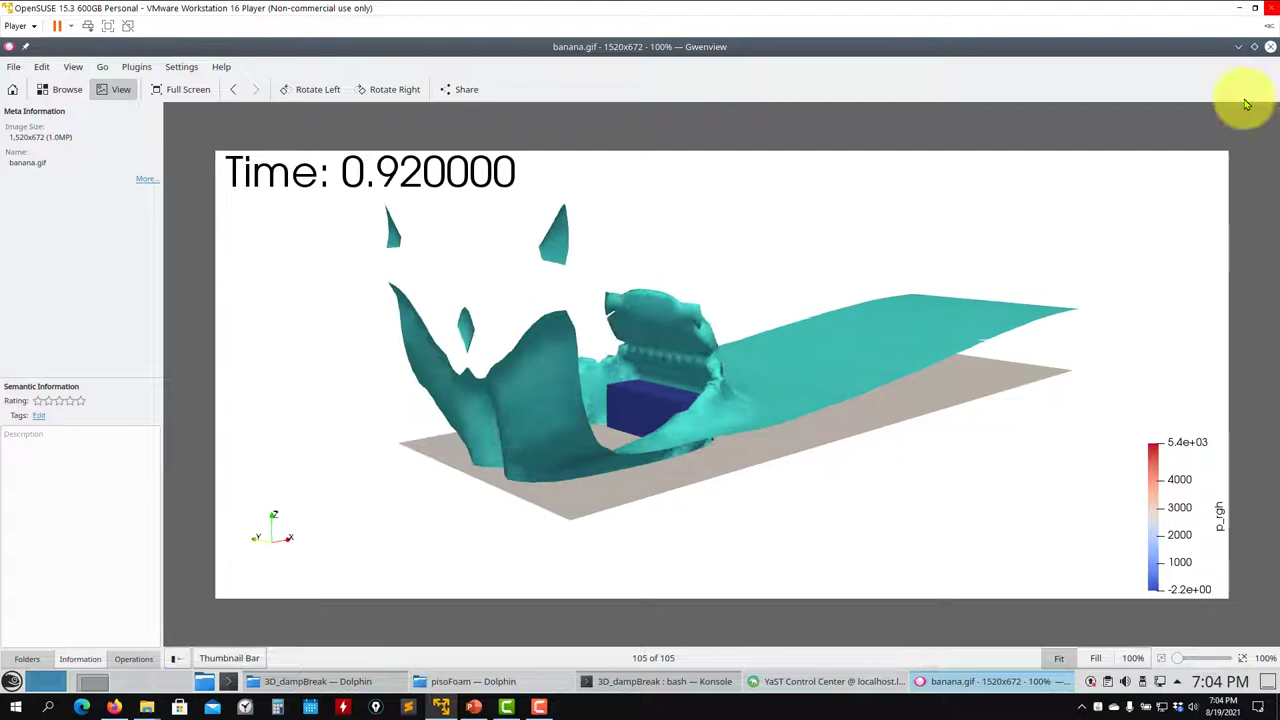 OpenSUSE 15.3 600GB Personal - VMware Workstation 16 Player (Non-commercial use only)
Player
banana.gif - 1520x672 - 100% — Gwenview
File Edit View Go Plugins Settings Help
Browse View Full Screen Rotate Left Rotate Right Share
Meta Information
Image Size:
1,520x672 (1.0MP)
Name:
banana.gif
More...
Time: 0.920000
Semantic Information
Rating:
Tags: Edit
Description
5.4e+03
4000
3000
2000
1000
-2.2e+00
p_rgh
Z
Y
X
Folders Information Operations
Thumbnail Bar
105 of 105
Fit Fill 100% 100%
3D_dampBreak — Dolphin
pisoFoam — Dolphin
3D_dampBreak : bash — Konsole
YaST Control Center @ localhost.l...
banana.gif - 1520x672 - 100% — ...
7:04 PM
7:04 PM
8/19/2021